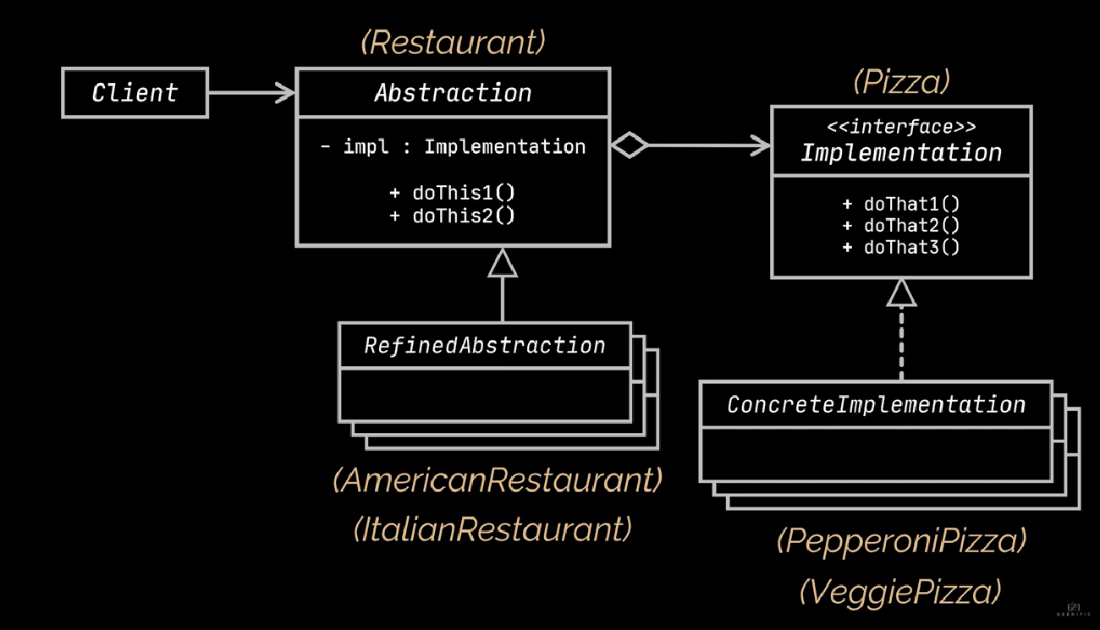 (Restaurant)
Client
Abstraction
- impl : Implementation
+ doThis1()
+ doThis2()
(Pizza)
<<interface>>
Implementation
+ doThat1()
+ doThat2()
+ doThat3()
RefinedAbstraction
(AmericanRestaurant)
(ItalianRestaurant)
ConcreteImplementation
(PepperoniPizza)
(VeggiePizza)
GEEKIFIC